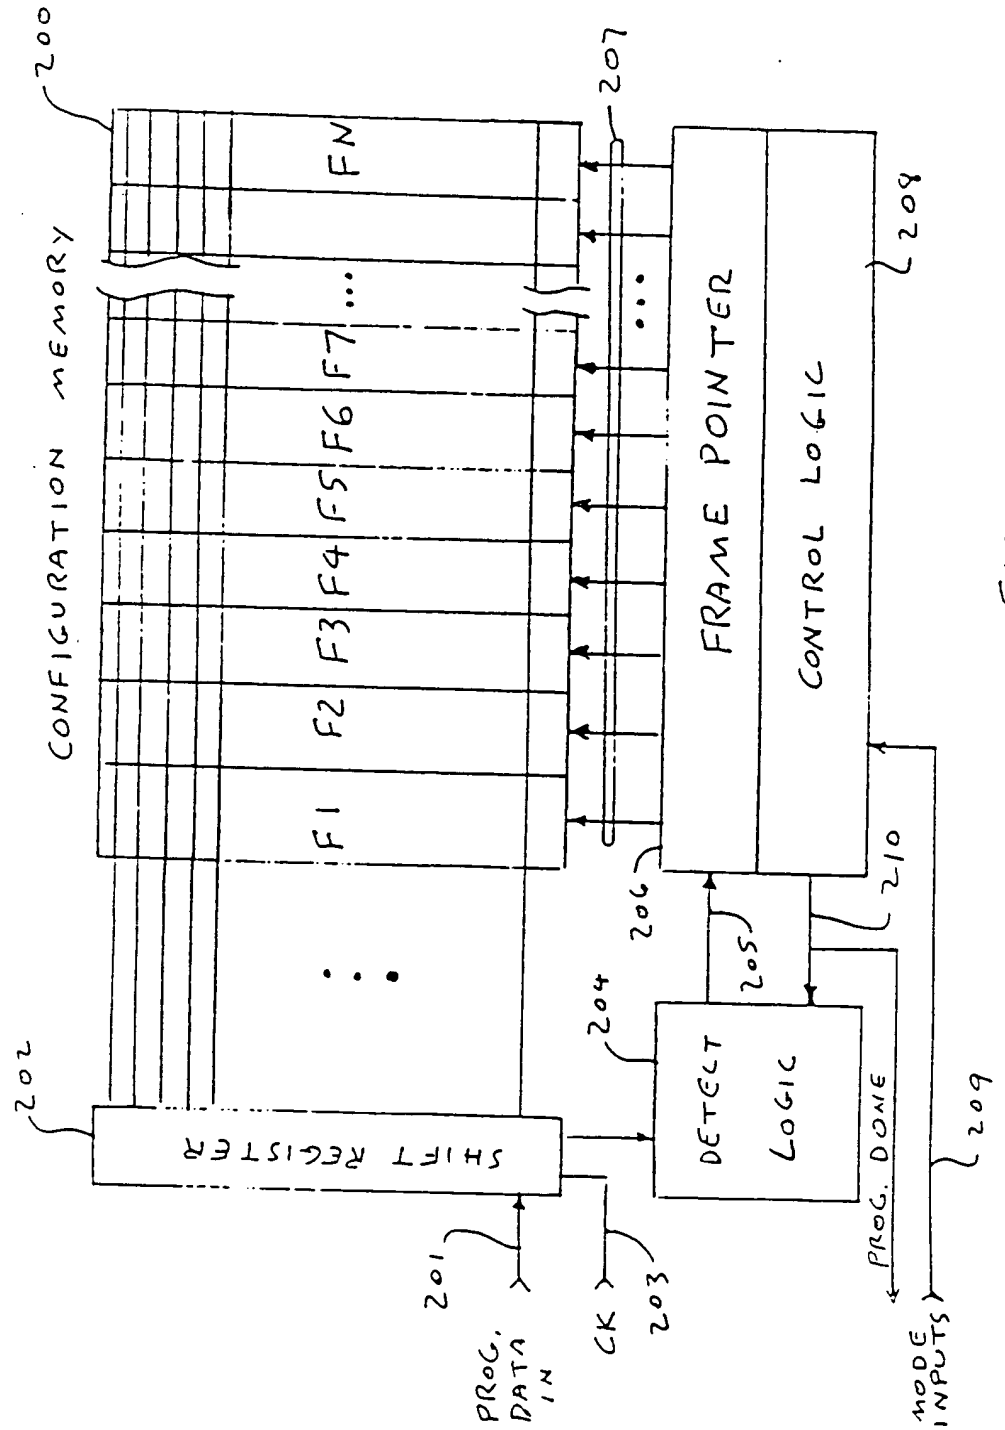 CONFIGURATION MEMORY
200
202
SHIFT REGISTER
F1
F2
F3
F4
F5
F6
F7
...
FN
...
201
PROG.
DATA
IN
CK
203
204
DETECT
LOGIC
205
206
207
...
FRAME POINTER
CONTROL LOGIC
208
210
PROG. DONE
MODE
INPUTS
209